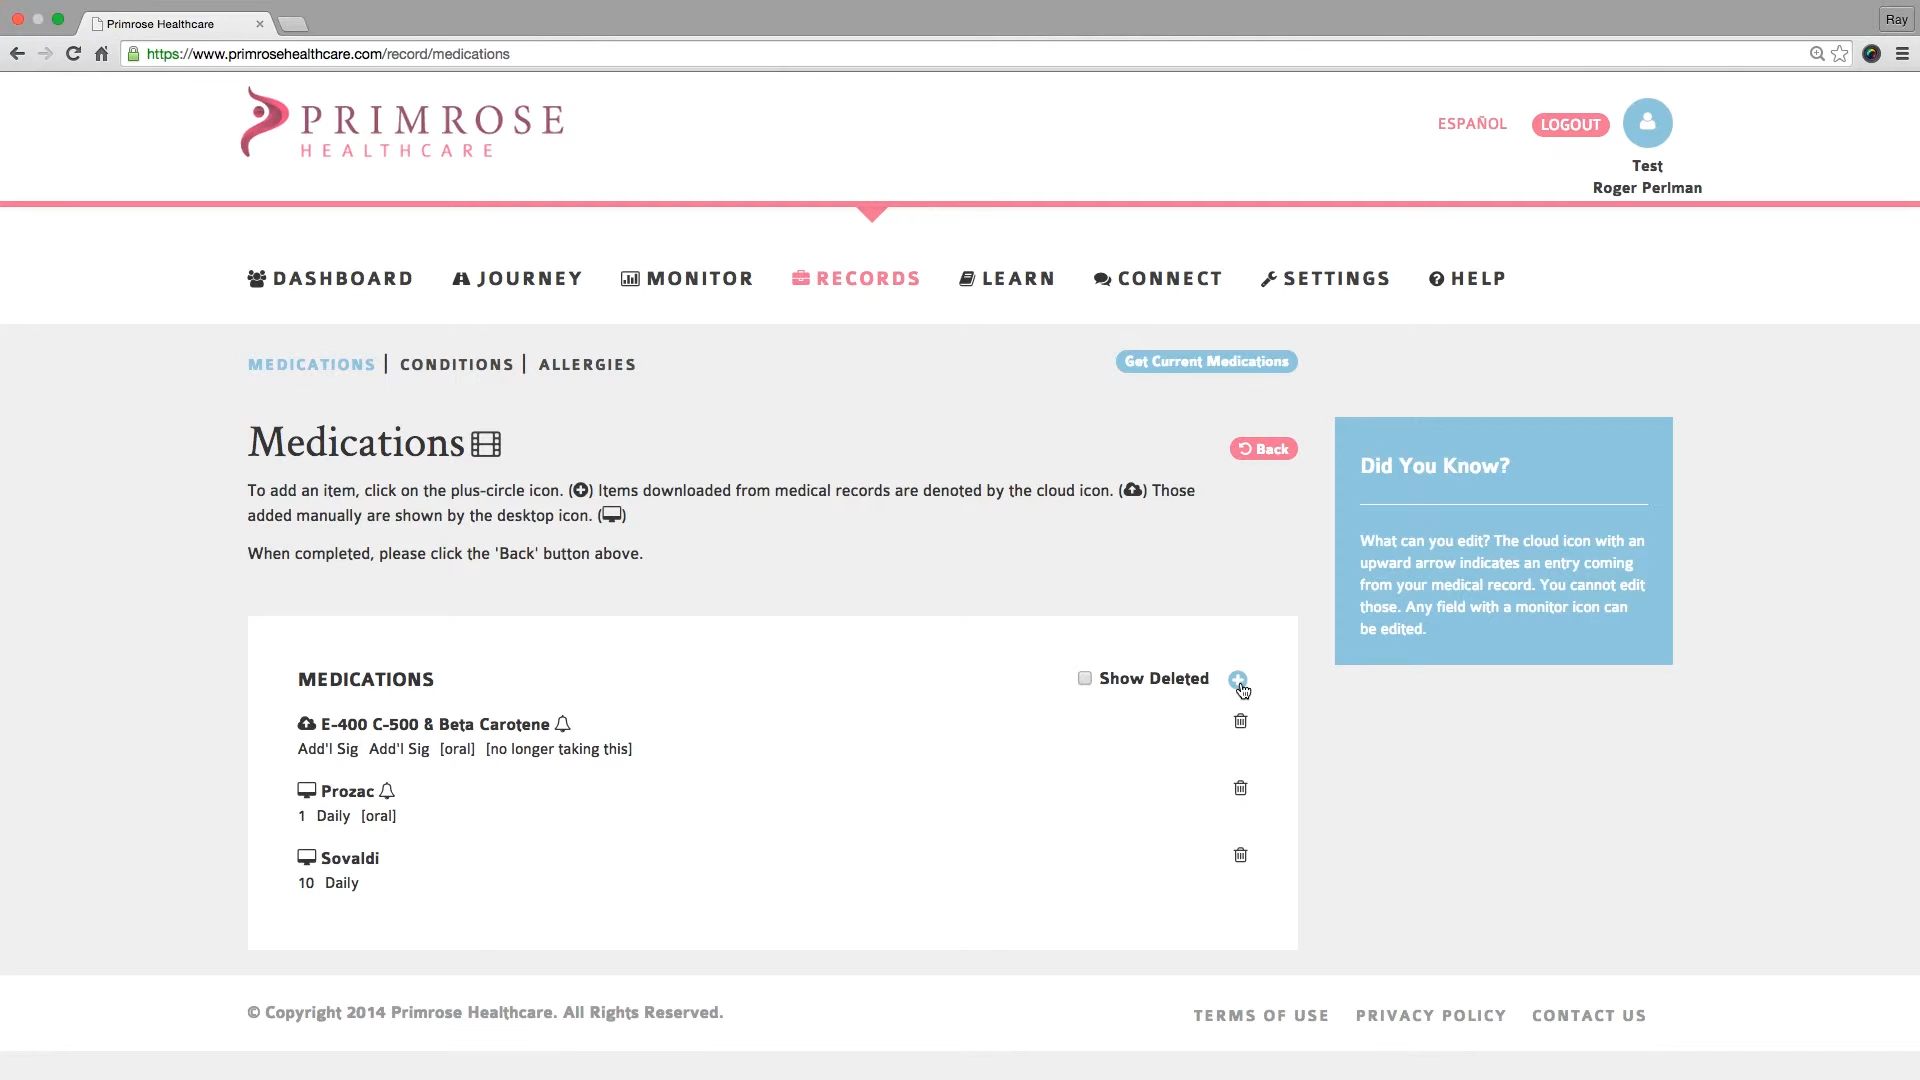 Primrose Healthcare
Ray
https://www.primrosehealthcare.com/record/medications
PRIMROSE
HEALTHCARE
ESPAÑOL
LOGOUT
Test
Roger Perlman
DASHBOARD
JOURNEY
MONITOR
RECORDS
LEARN
CONNECT
SETTINGS
HELP
MEDICATIONS | CONDITIONS | ALLERGIES
Get Current Medications
Medications
Back
To add an item, click on the plus-circle icon. ( ) Items downloaded from medical records are denoted by the cloud icon. ( ) Those
added manually are shown by the desktop icon. ( )
When completed, please click the 'Back' button above.
Did You Know?
What can you edit? The cloud icon with an
upward arrow indicates an entry coming
from your medical record. You cannot edit
those. Any field with a monitor icon can
be edited.
MEDICATIONS
Show Deleted
E-400 C-500 & Beta Carotene
Add'l Sig Add'l Sig [oral] [no longer taking this]
Prozac
1 Daily [oral]
Sovaldi
10 Daily
© Copyright 2014 Primrose Healthcare. All Rights Reserved.
TERMS OF USE
PRIVACY POLICY
CONTACT US